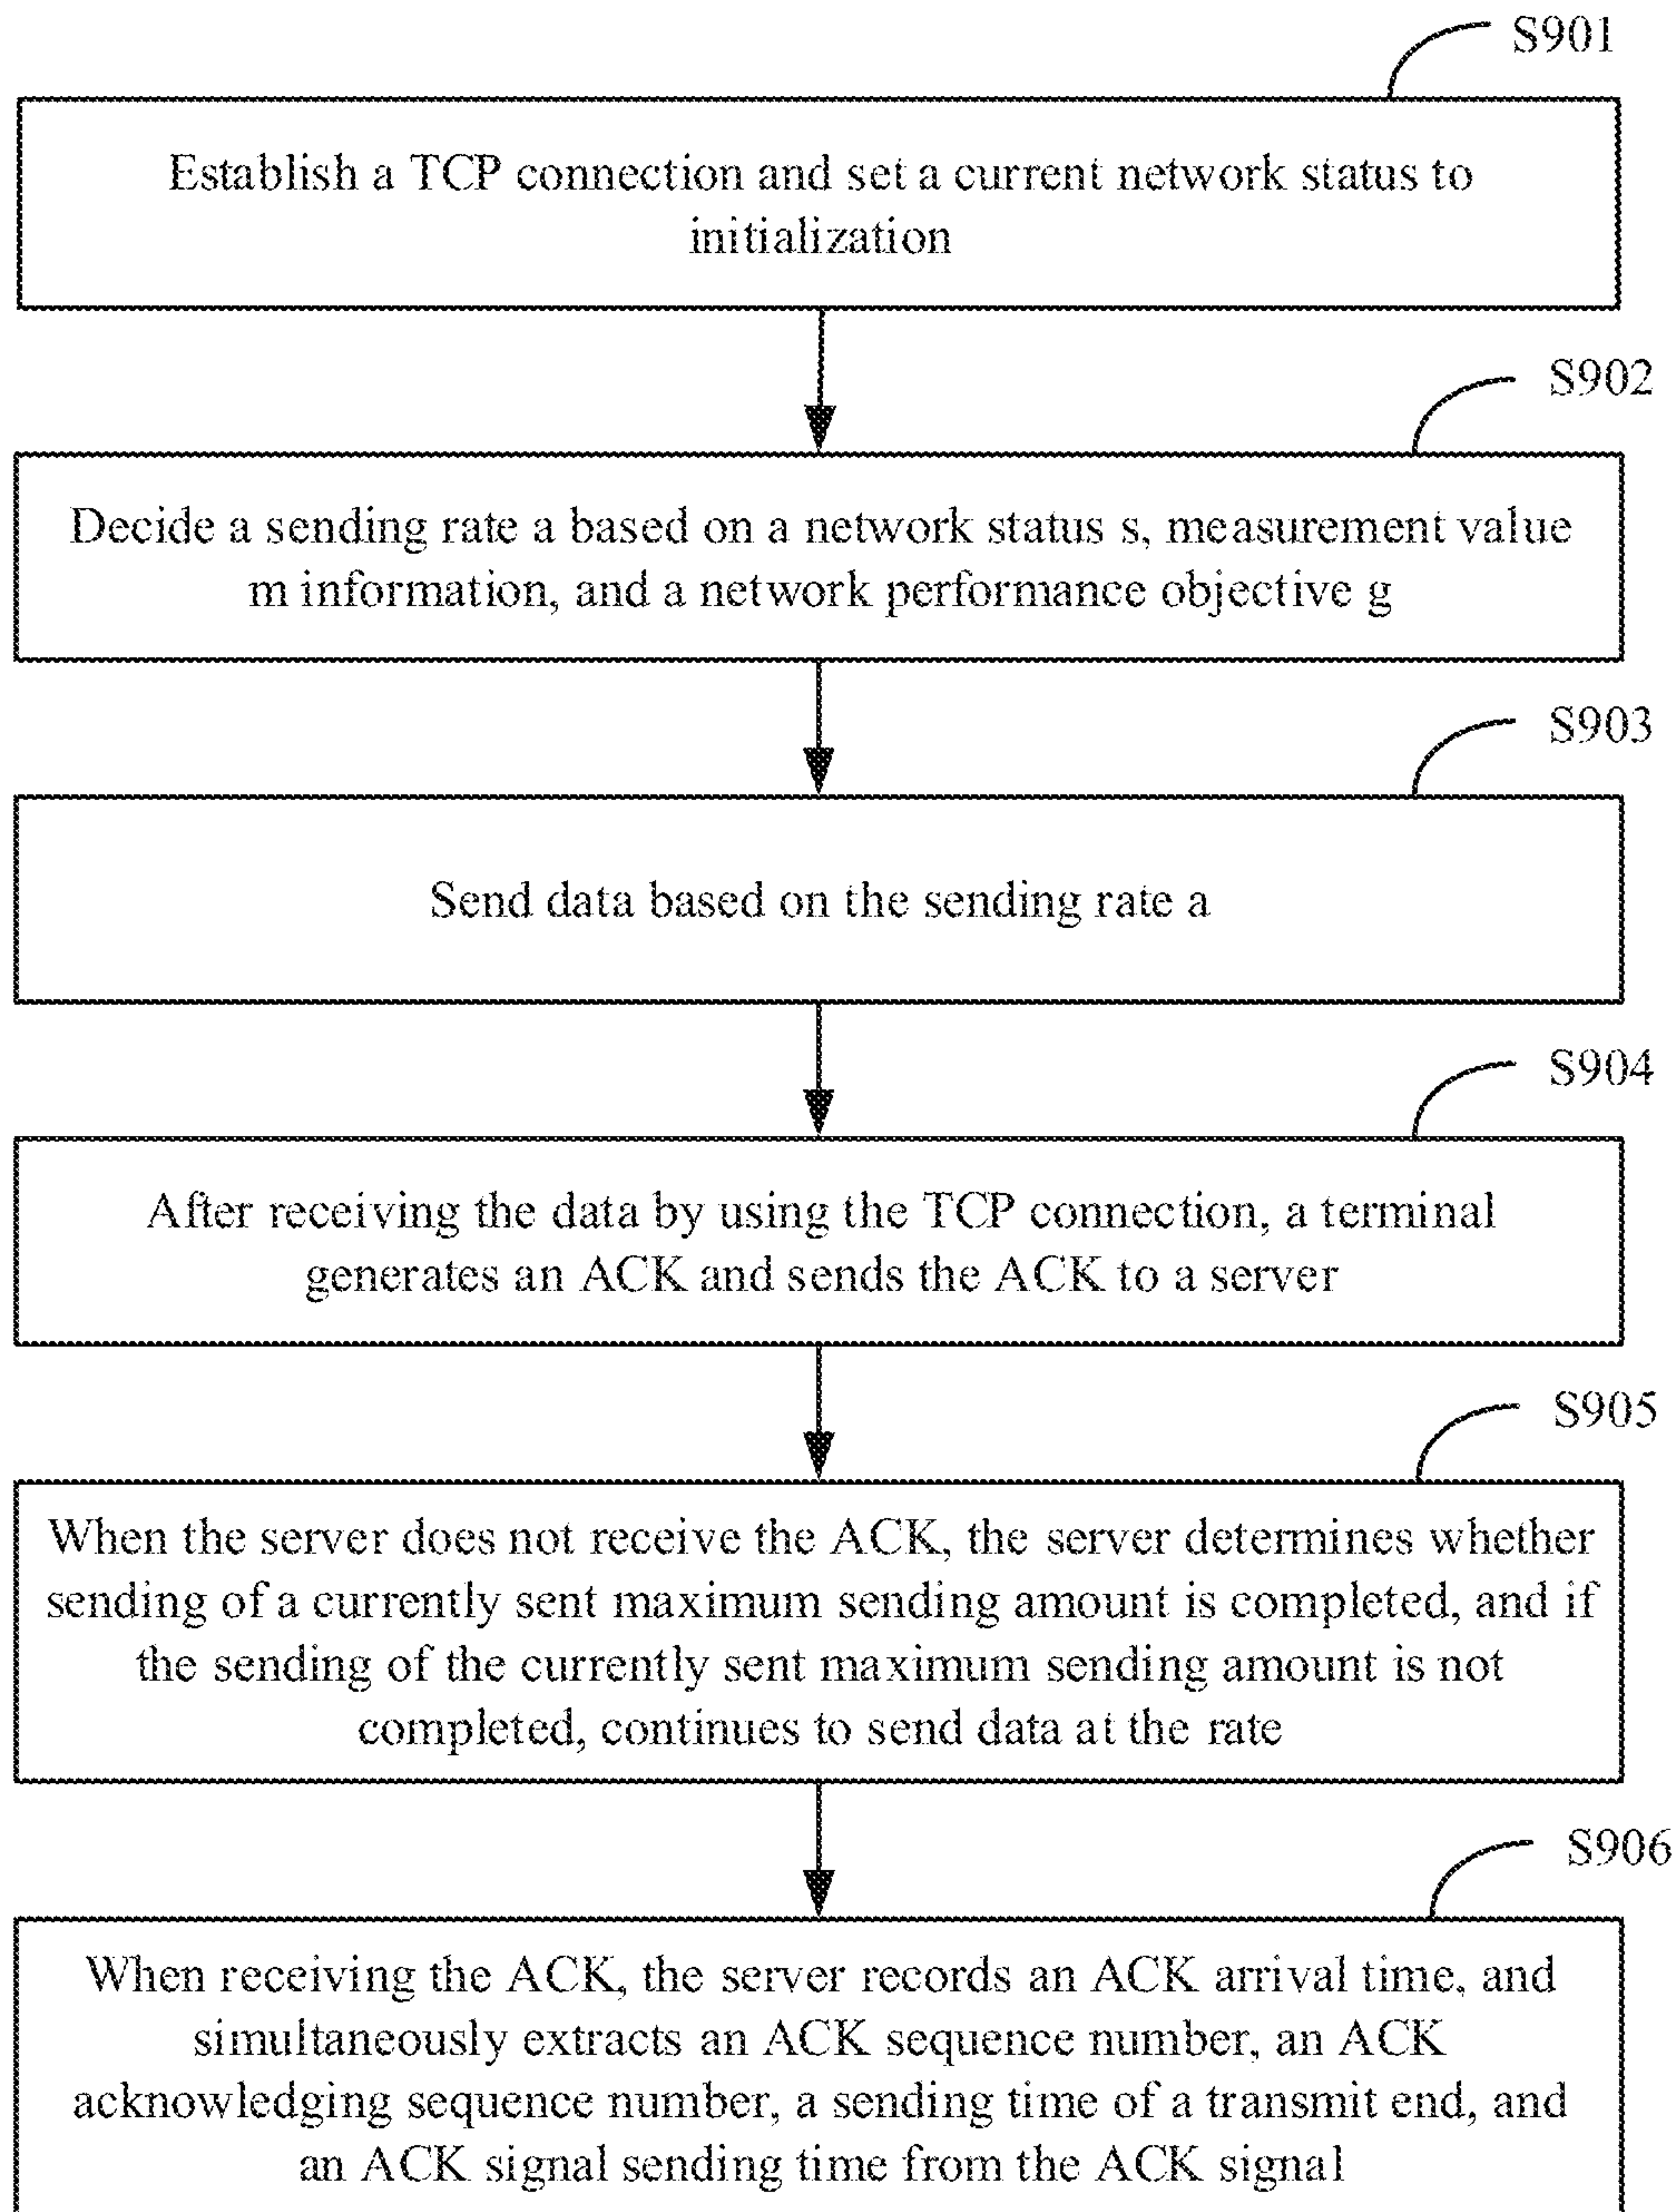 S901
Establish a TCP connection and set a current network status to
initialization
S902
Decide a sending rate a based on a network status s, measurement value
m information, and a network performance objective g
S903
Send data based on the sending rate a
S904
After receiving the data by using the TCP connection, a terminal
generates an ACK and sends the ACK to a server
S905
When the server does not receive the ACK, the server determines whether
sending of a currently sent maximum sending amount is completed, and if
the sending of the currently sent maximum sending amount is not
completed, continues to send data at the rate
S906
When receiving the ACK, the server records an ACK arrival time, and
simultaneously extracts an ACK sequence number, an ACK
acknowledging sequence number, a sending time of a transmit end, and
an ACK signal sending time from the ACK signal